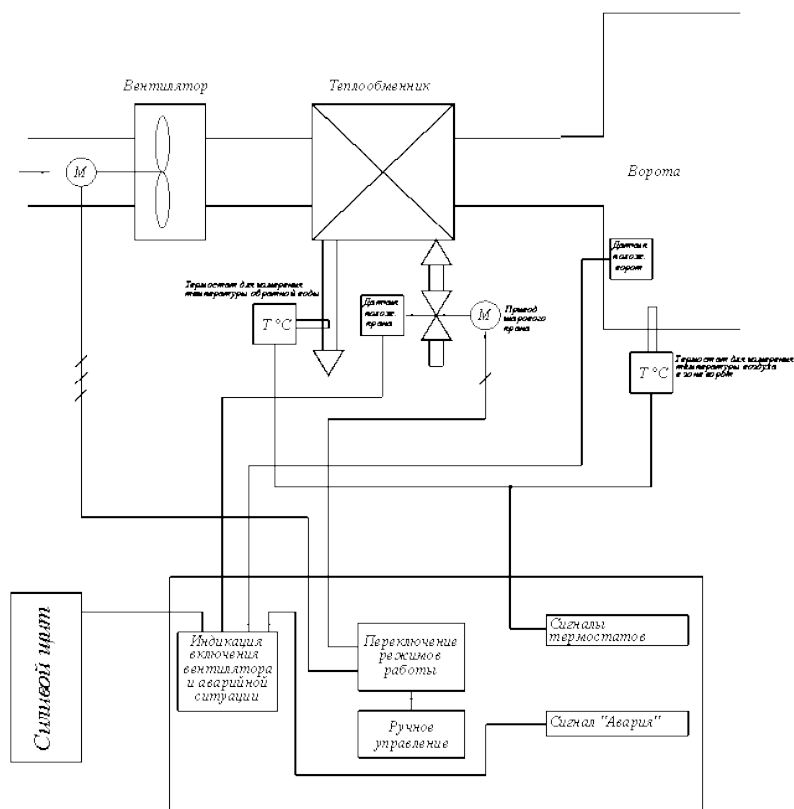 Вентилятор
Теплообменник
М
Ворота
Датчик
полож.
ворот
Термостат для измерения
температуры обратной воды
Т °С
Датчик
полож.
крана
М
Привод
шарового
крана
Термостат для измерения
температуры воздуха
в зоне ворот
Т °С
Силовой щит
Индикация
включения
вентилятора
и аварийной
ситуации
Переключение
режимов
работы
Ручное
управление
Сигналы
термостатов
Сигнал "Авария"